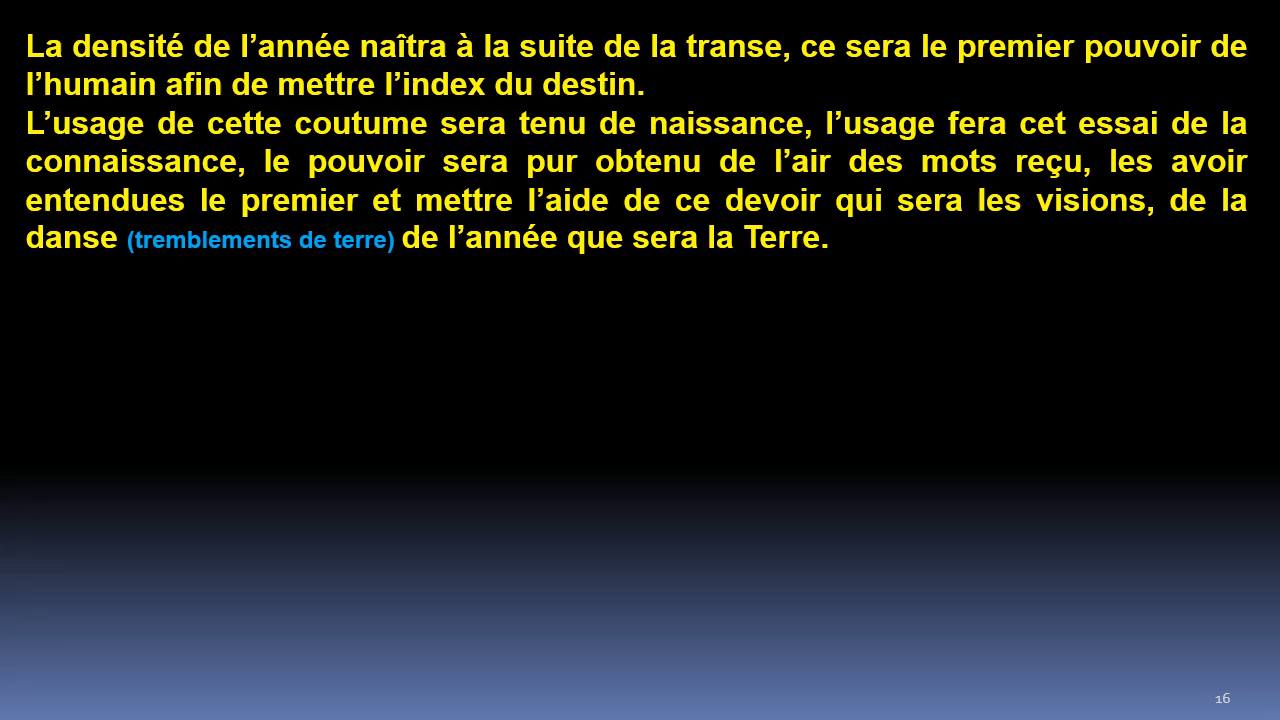 La densité de l’année naîtra à la suite de la transe, ce sera le premier pouvoir de
l’humain afin de mettre l’index du destin.
L’usage de cette coutume sera tenu de naissance, l’usage fera cet essai de la
connaissance, le pouvoir sera pur obtenu de l’air des mots reçu, les avoir
entendues le premier et mettre l’aide de ce devoir qui sera les visions, de la
danse (tremblements de terre) de l’année que sera la Terre.
16